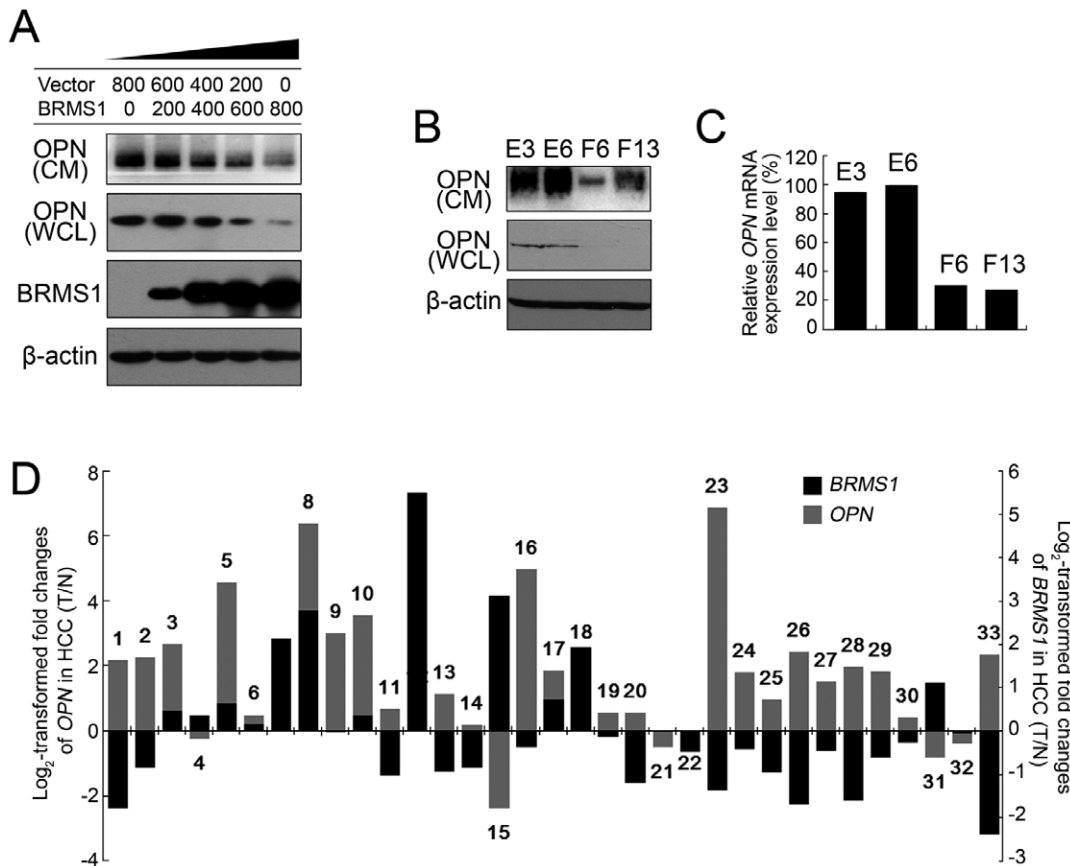 A
Vector 800 600 400 200 0
BRMS1 0 200 400 600 800
OPN
(CM)
OPN
(WCL)
BRMS1
β-actin
B
E3 E6 F6 F13
OPN
(CM)
OPN
(WCL)
β-actin
C
Relative OPN mRNA
expression level (%)
120
100
80
60
40
20
0
E3
E6
F6
F13
D
Log2-transformed fold changes
of OPN in HCC (T/N)
8
6
4
2
0
-2
-4
1 2 3 4 5 6 8 9 10 11 13 14 15 16 17 18 19 20 21 22 23 24 25 26 27 28 29 30 31 32 33
BRMS1
OPN
6
5
4
3
2
1
0
-1
-2
-3
Log2-transformed fold changes
of BRMS1 in HCC (T/N)